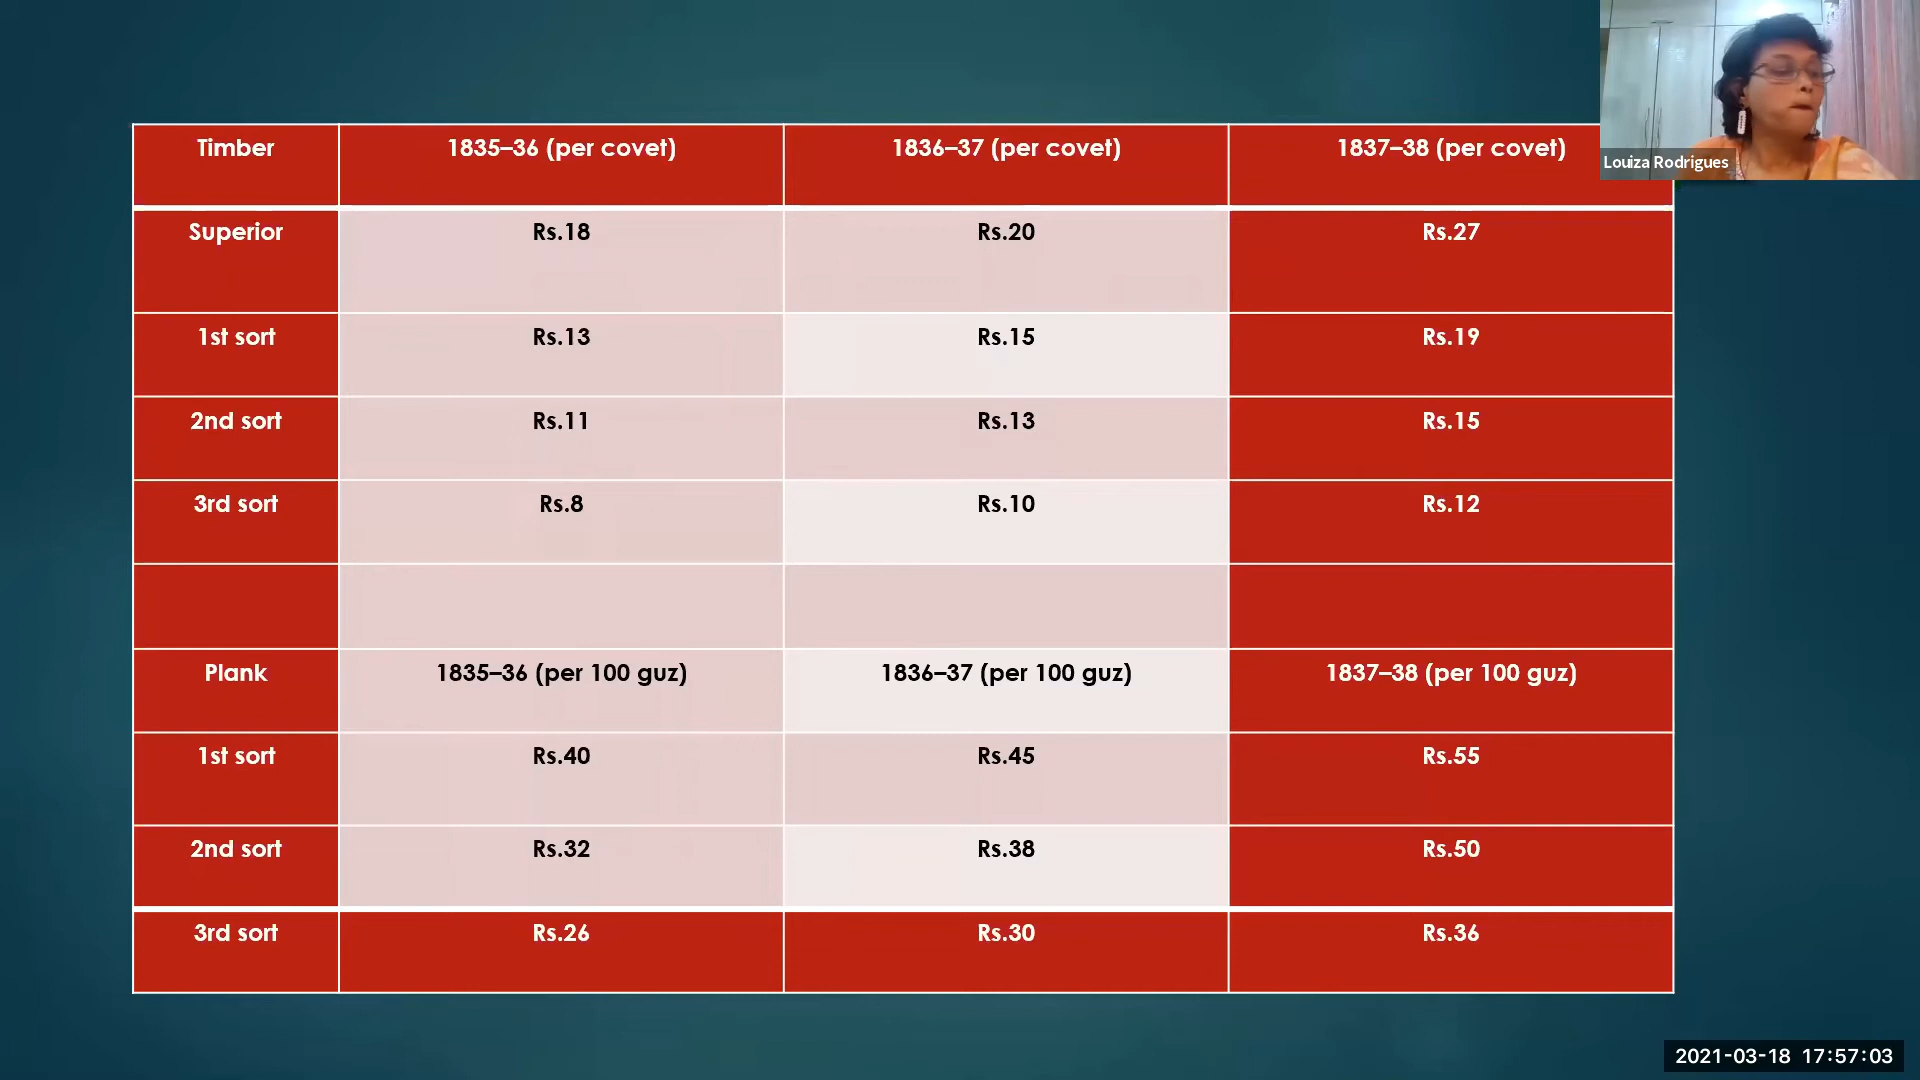 Timber 1835–36 (per covet) 1836–37 (per covet) 1837–38 (per covet)
Louiza Rodrigues
Superior Rs.18 Rs.20 Rs.27
1st sort Rs.13 Rs.15 Rs.19
2nd sort Rs.11 Rs.13 Rs.15
3rd sort Rs.8 Rs.10 Rs.12
Plank 1835–36 (per 100 guz) 1836–37 (per 100 guz) 1837–38 (per 100 guz)
1st sort Rs.40 Rs.45 Rs.55
2nd sort Rs.32 Rs.38 Rs.50
3rd sort Rs.26 Rs.30 Rs.36
2021-03-18 17:57:03